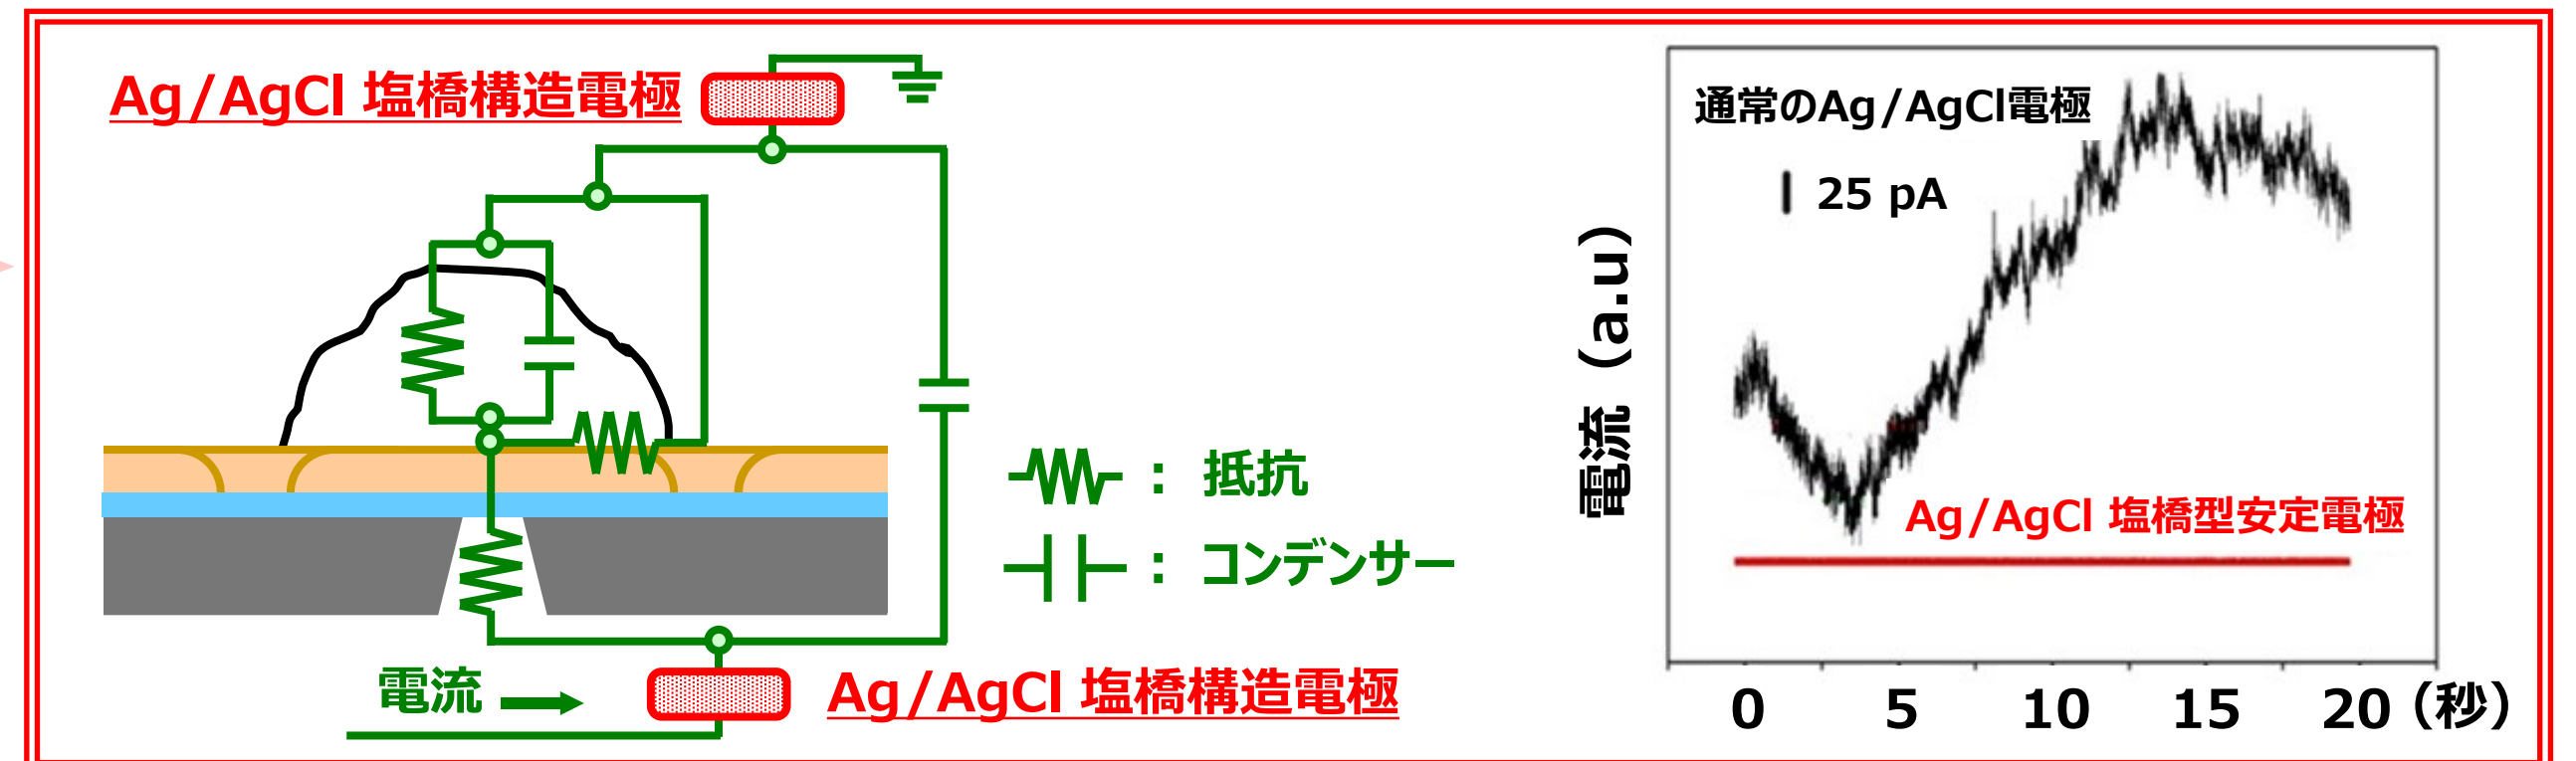 Ag/AgCl 塩橋構造電極
: 抵抗
: コンデンサー
電流
Ag/AgCl 塩橋構造電極
通常のAg/AgCl電極
25 pA
電流 (a.u)
Ag/AgCl 塩橋型安定電極
0 5 10 15 20 (秒)